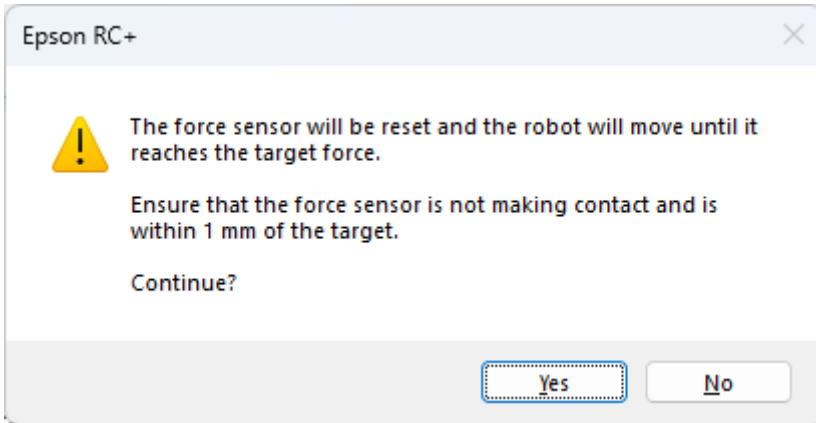 Epson RC+
The force sensor will be reset and the robot will move until it
reaches the target force.
Ensure that the force sensor is not making contact and is
within 1 mm of the target.
Continue?
Yes
No